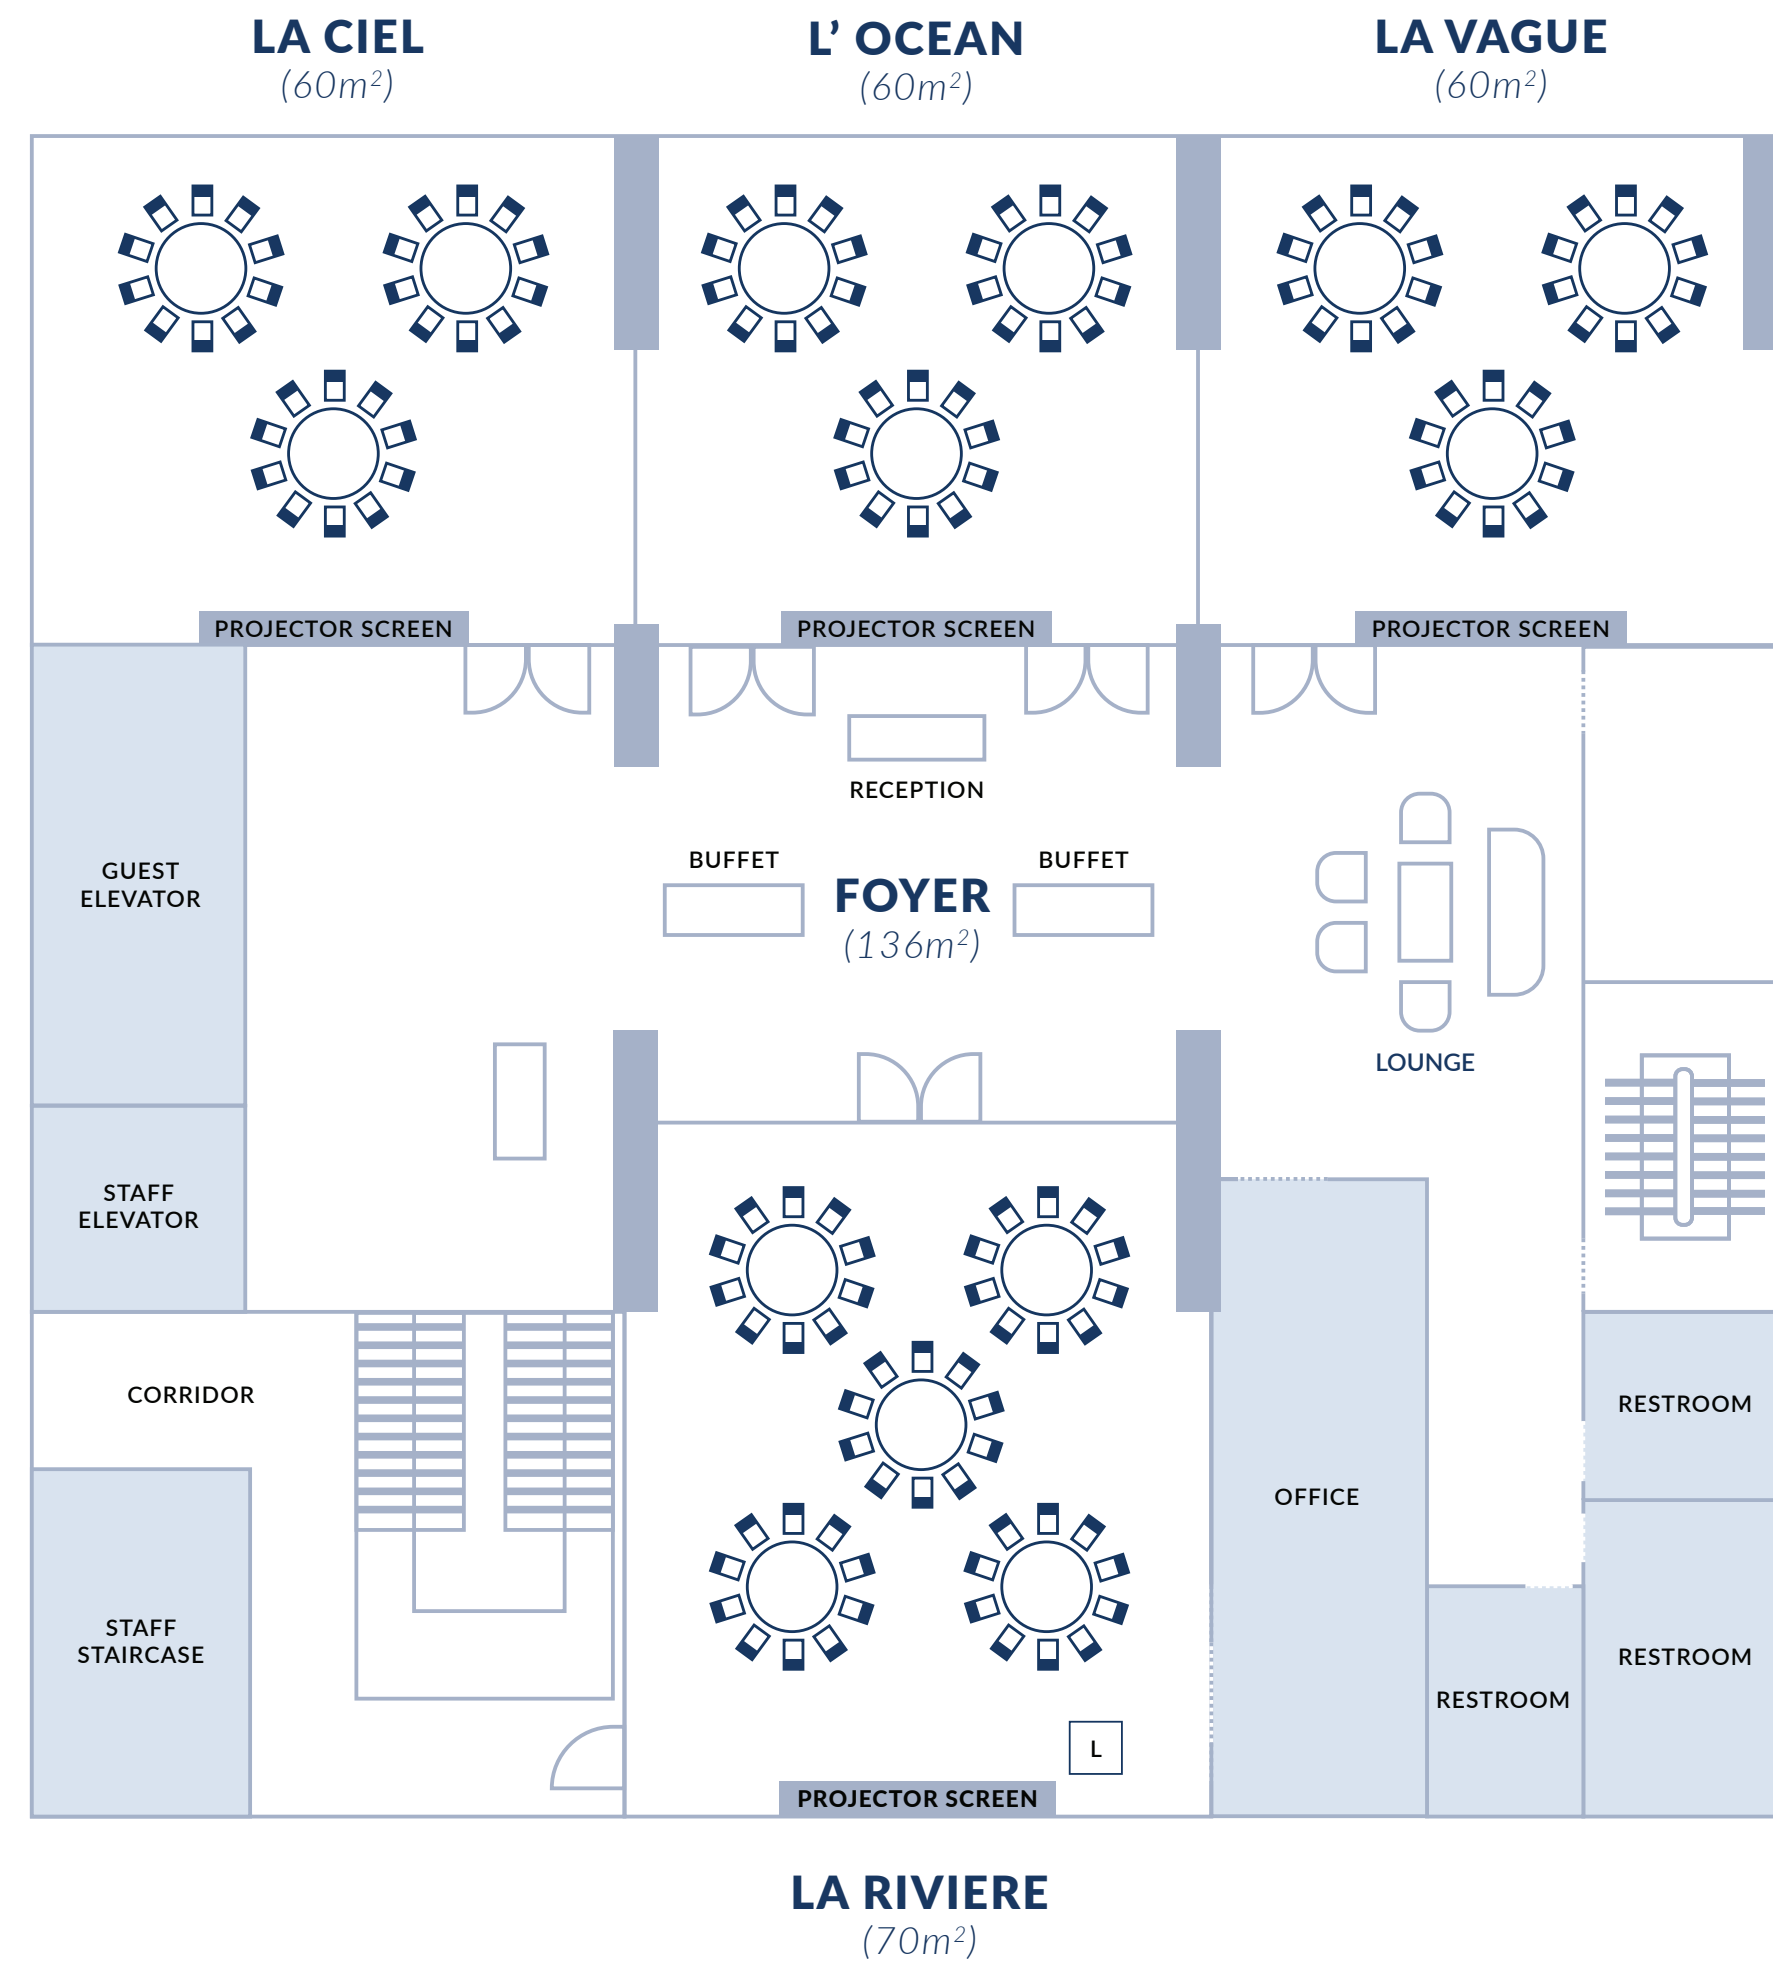 LA CIEL
(60m²)
L’ OCEAN
(60m²)
LA VAGUE
(60m²)
PROJECTOR SCREEN
PROJECTOR SCREEN
PROJECTOR SCREEN
RECEPTION
GUEST
ELEVATOR
BUFFET
BUFFET
FOYER
(136m²)
LOUNGE
STAFF
ELEVATOR
CORRIDOR
RESTROOM
OFFICE
STAFF
STAIRCASE
RESTROOM
RESTROOM
L
PROJECTOR SCREEN
LA RIVIERE
(70m²)